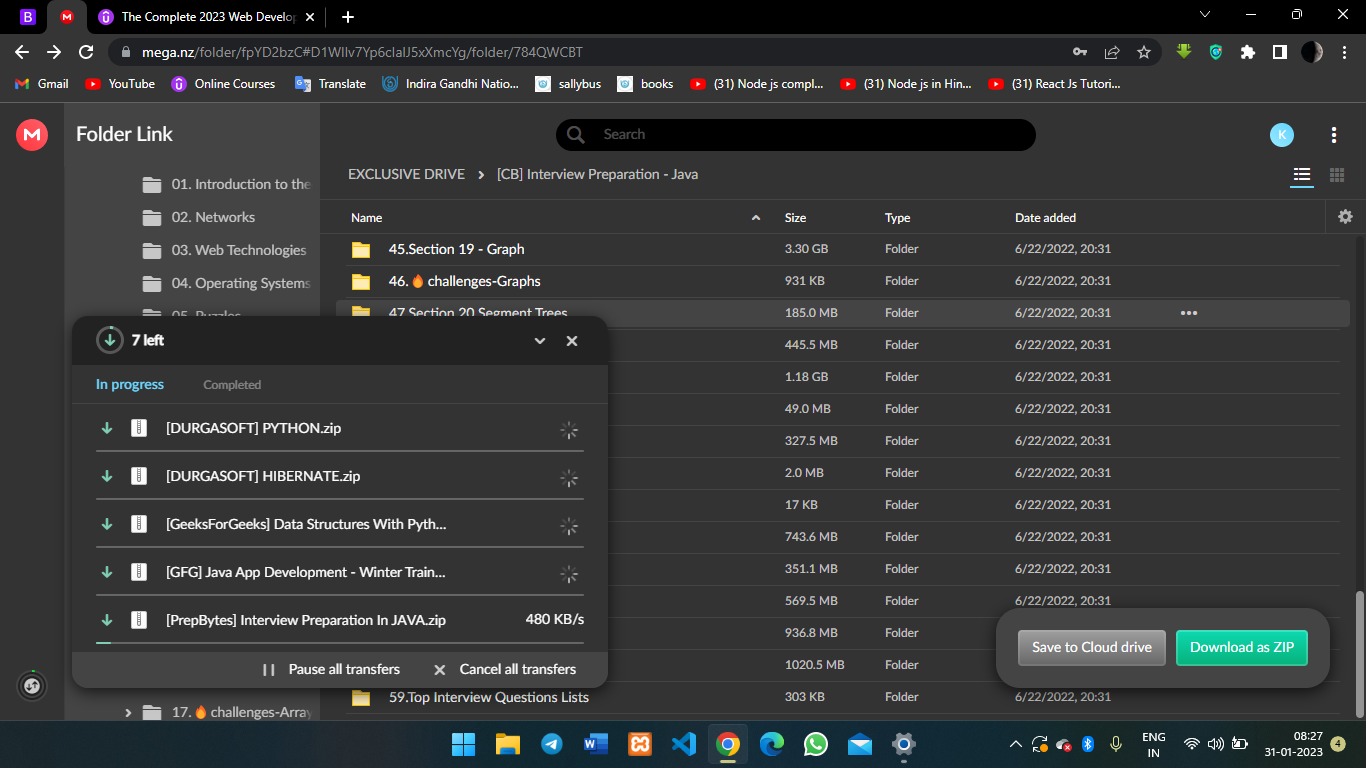 B
M
The Complete 2023 Web Develop
mega.nz/folder/fpYD2bzC#D1WlIv7Yp6claIJ5xXmcYg/folder/784QWCBT
Gmail YouTube Online Courses Translate Indira Gandhi Natio... sallybus books (31) Node js compl... (31) Node js in Hin... (31) React Js Tutori...
M Folder Link Search K
EXCLUSIVE DRIVE > [CB] Interview Preparation - Java
01. Introduction to the
02. Networks
03. Web Technologies
04. Operating Systems
05. Puzzles
17.🔥challenges-Array
Name Size Type Date added
45.Section 19 - Graph 3.30 GB Folder 6/22/2022, 20:31
46.🔥challenges-Graphs 931 KB Folder 6/22/2022, 20:31
47.Section 20 Segment Trees 185.0 MB Folder 6/22/2022, 20:31
445.5 MB Folder 6/22/2022, 20:31
1.18 GB Folder 6/22/2022, 20:31
49.0 MB Folder 6/22/2022, 20:31
327.5 MB Folder 6/22/2022, 20:31
2.0 MB Folder 6/22/2022, 20:31
17 KB Folder 6/22/2022, 20:31
743.6 MB Folder 6/22/2022, 20:31
351.1 MB Folder 6/22/2022, 20:31
569.5 MB Folder 6/22/2022, 20:31
936.8 MB Folder
1020.5 MB Folder
59.Top Interview Questions Lists 303 KB Folder 6/22/2022, 20:31
7 left
In progress Completed
[DURGASOFT] PYTHON.zip
[DURGASOFT] HIBERNATE.zip
[GeeksForGeeks] Data Structures With Pyth...
[GFG] Java App Development - Winter Train...
[PrepBytes] Interview Preparation In JAVA.zip 480 KB/s
Pause all transfers Cancel all transfers
Save to Cloud drive Download as ZIP
ENG
IN
08:27
31-01-2023
4